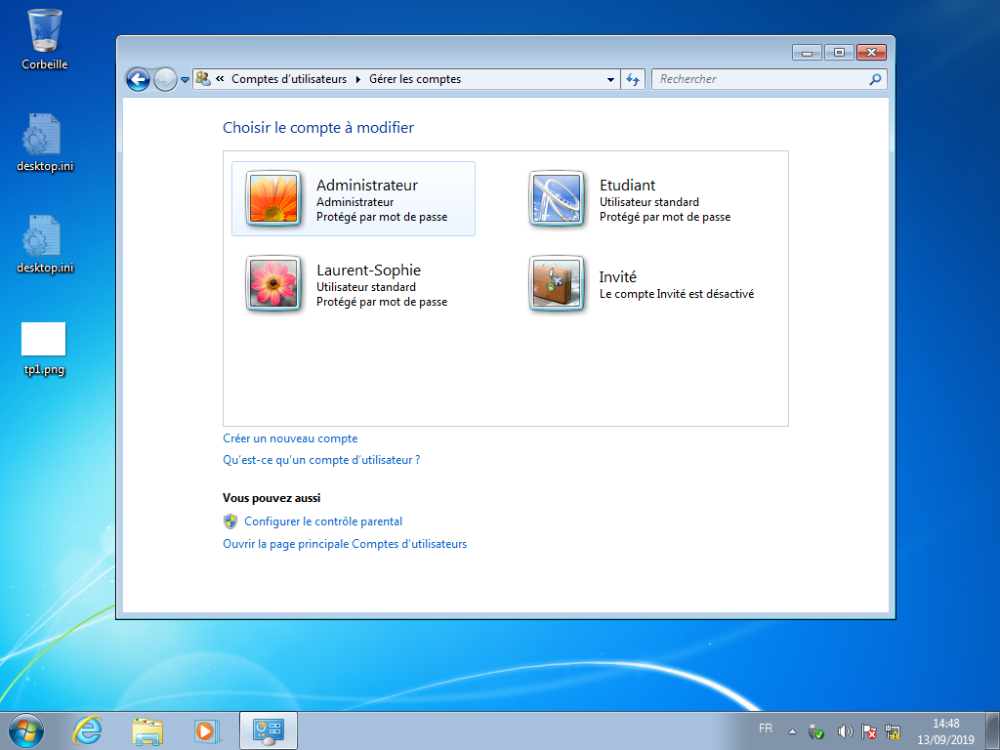 Corbeille
desktop.ini
desktop.ini
tp1.png
« Comptes d'utilisateurs Gérer les comptes
Rechercher
Choisir le compte à modifier
Administrateur
Administrateur
Protégé par mot de passe
Etudiant
Utilisateur standard
Protégé par mot de passe
Laurent-Sophie
Utilisateur standard
Protégé par mot de passe
Invité
Le compte Invité est désactivé
Créer un nouveau compte
Qu'est-ce qu'un compte d'utilisateur ?
Vous pouvez aussi
Configurer le contrôle parental
Ouvrir la page principale Comptes d'utilisateurs
FR
14:48
13/09/2019